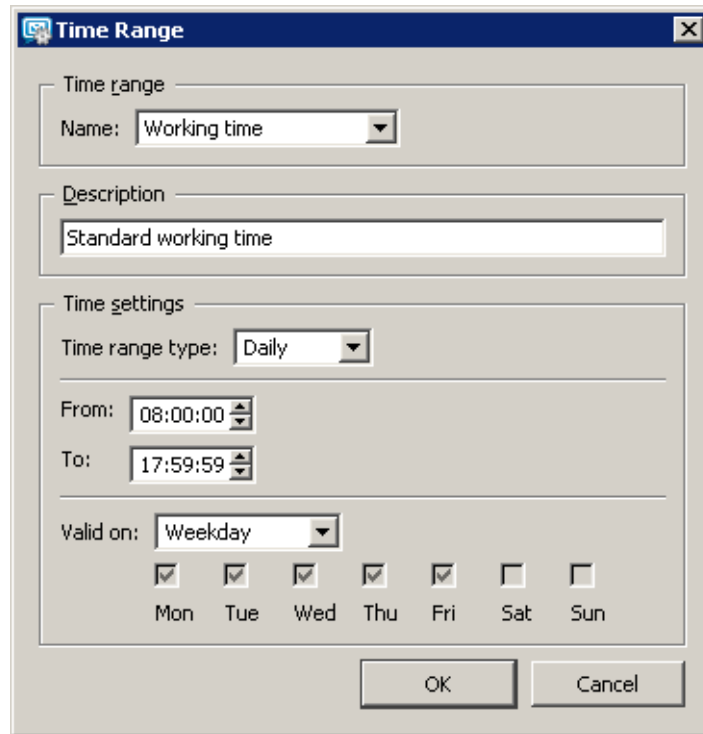 Time Range
Time range
Name: Working time
Description
Standard working time
Time settings
Time range type: Daily
From: 08:00:00
To: 17:59:59
Valid on: Weekday
Mon Tue Wed Thu Fri Sat Sun
OK Cancel